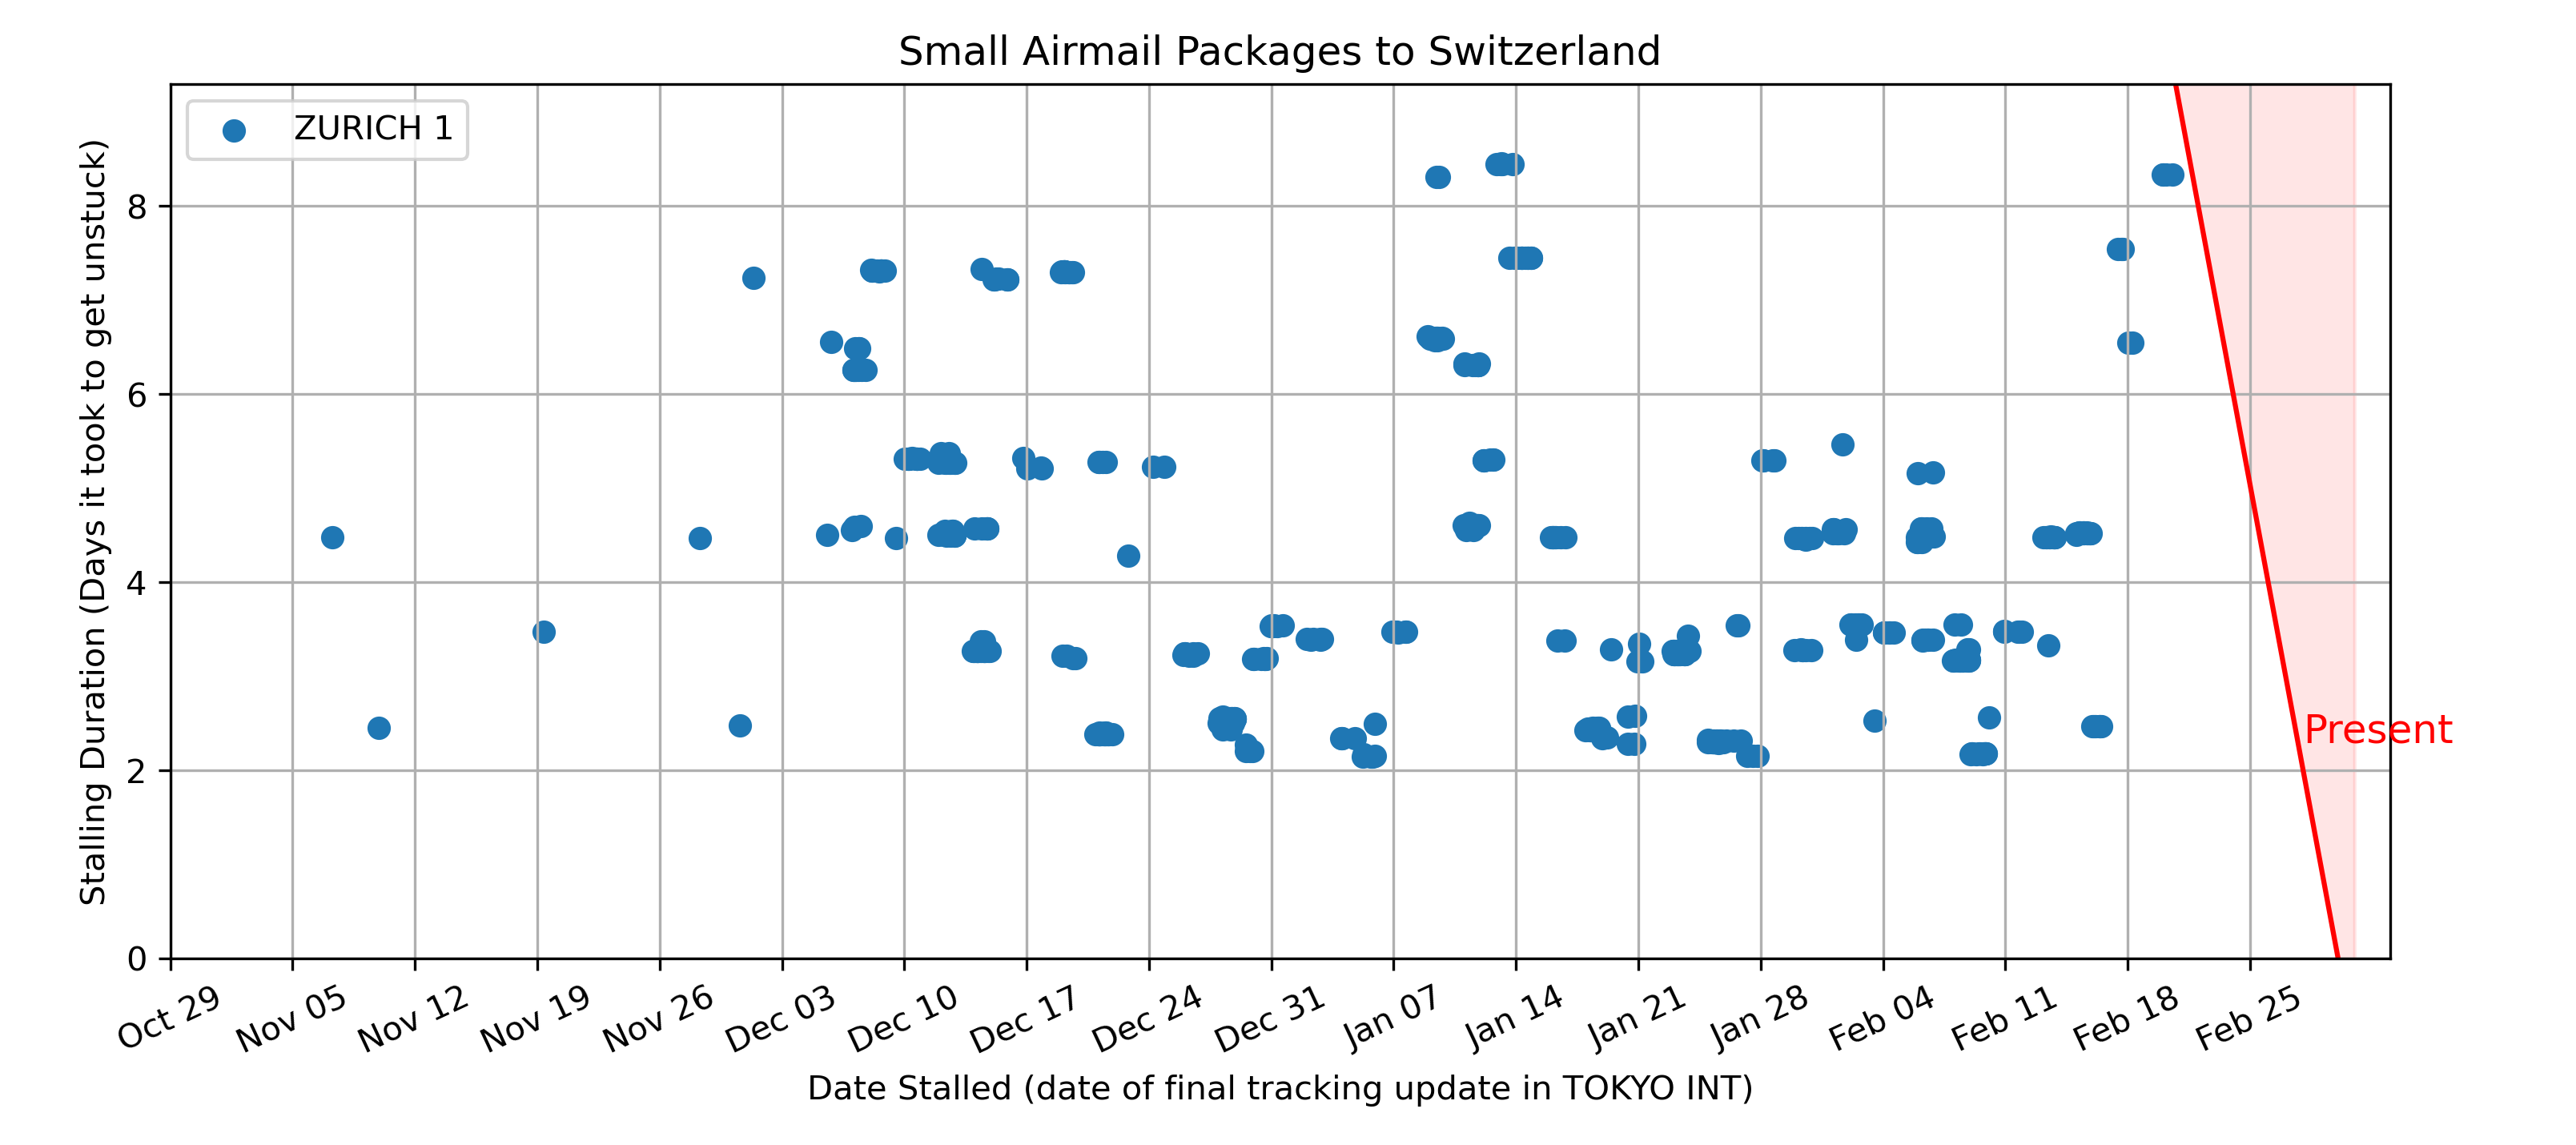 Small Airmail Packages to Switzerland
ZURICH 1
Stalling Duration (Days it took to get unstuck)
8
6
4
2
0
Present
Oct 29
Nov 05
Nov 12
Nov 19
Nov 26
Dec 03
Dec 10
Dec 17
Dec 24
Dec 31
Jan 07
Jan 14
Jan 21
Jan 28
Feb 04
Feb 11
Feb 18
Feb 25
Date Stalled (date of final tracking update in TOKYO INT)